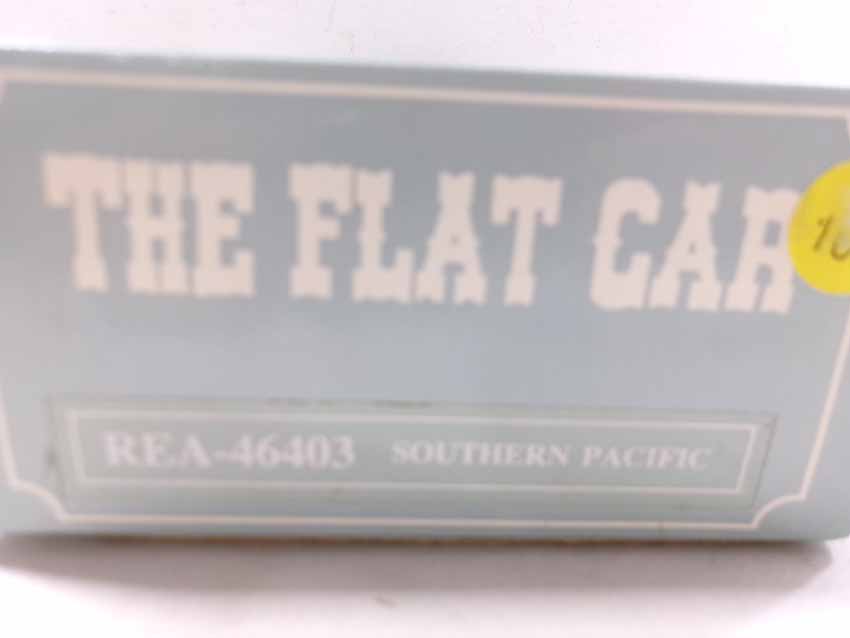 THE FLAT CAR
REA-46403 SOUTHERN PACIFIC